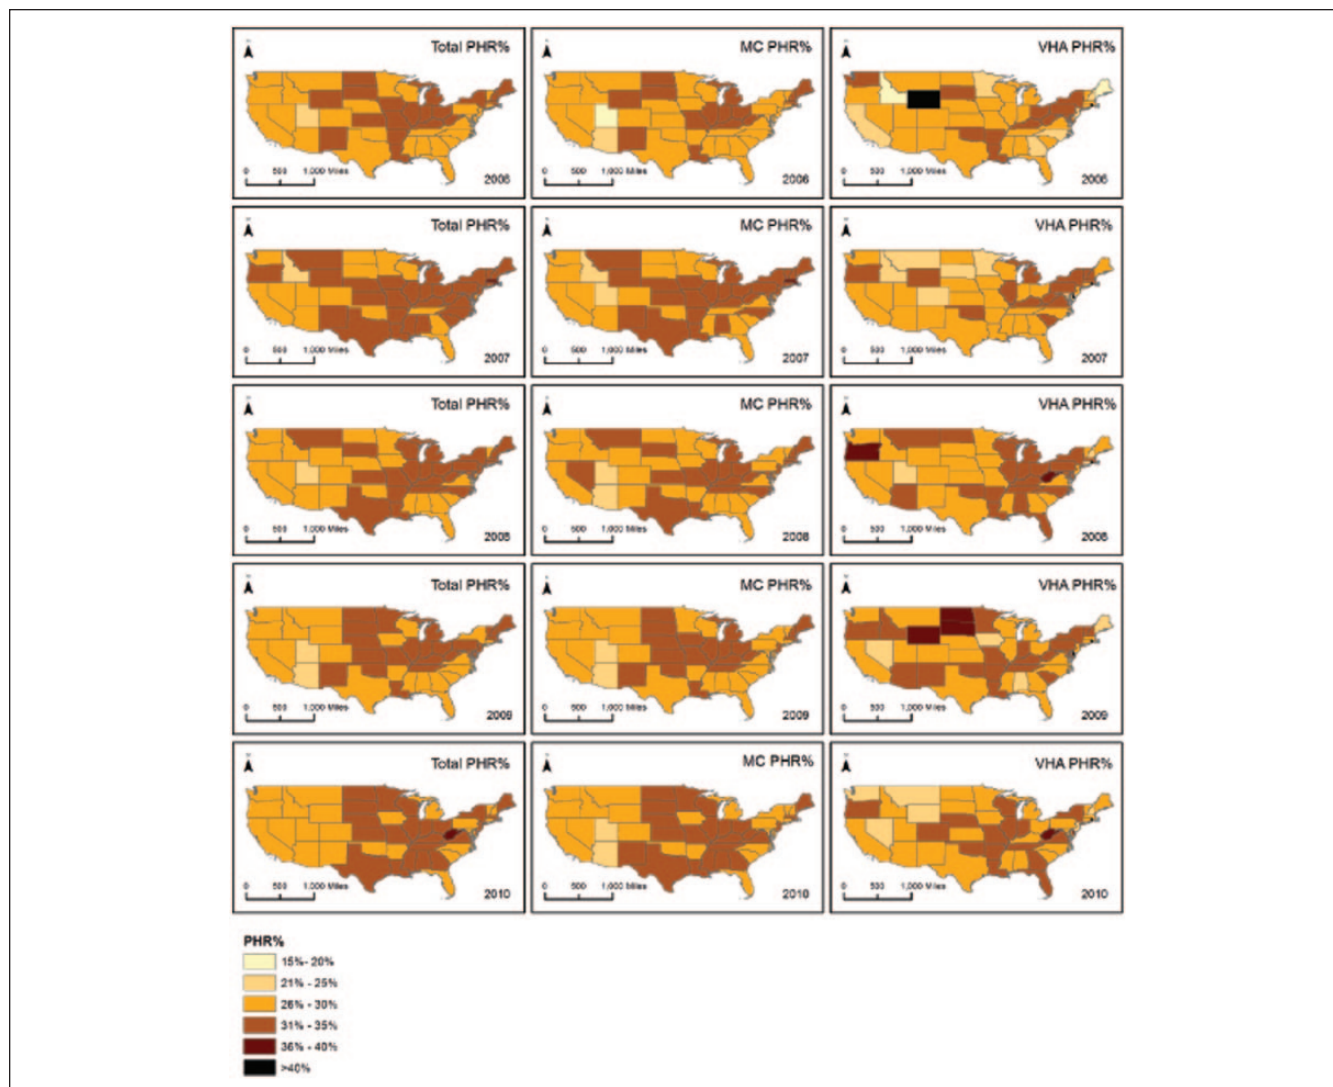 Total PHR%
0 500 1,000 Miles
2006
MC PHR%
0 500 1,000 Miles
2006
VHA PHR%
0 500 1,000 Miles
2006
Total PHR%
0 500 1,000 Miles
2007
MC PHR%
0 500 1,000 Miles
2007
VHA PHR%
0 500 1,000 Miles
2007
Total PHR%
0 500 1,000 Miles
2008
MC PHR%
0 500 1,000 Miles
2008
VHA PHR%
0 500 1,000 Miles
2008
Total PHR%
0 500 1,000 Miles
2009
MC PHR%
0 500 1,000 Miles
2009
VHA PHR%
0 500 1,000 Miles
2009
Total PHR%
0 500 1,000 Miles
2010
MC PHR%
0 500 1,000 Miles
2010
VHA PHR%
0 500 1,000 Miles
2010
PHR%
15%- 20%
21% - 25%
26% - 30%
31% - 35%
36% - 40%
>40%